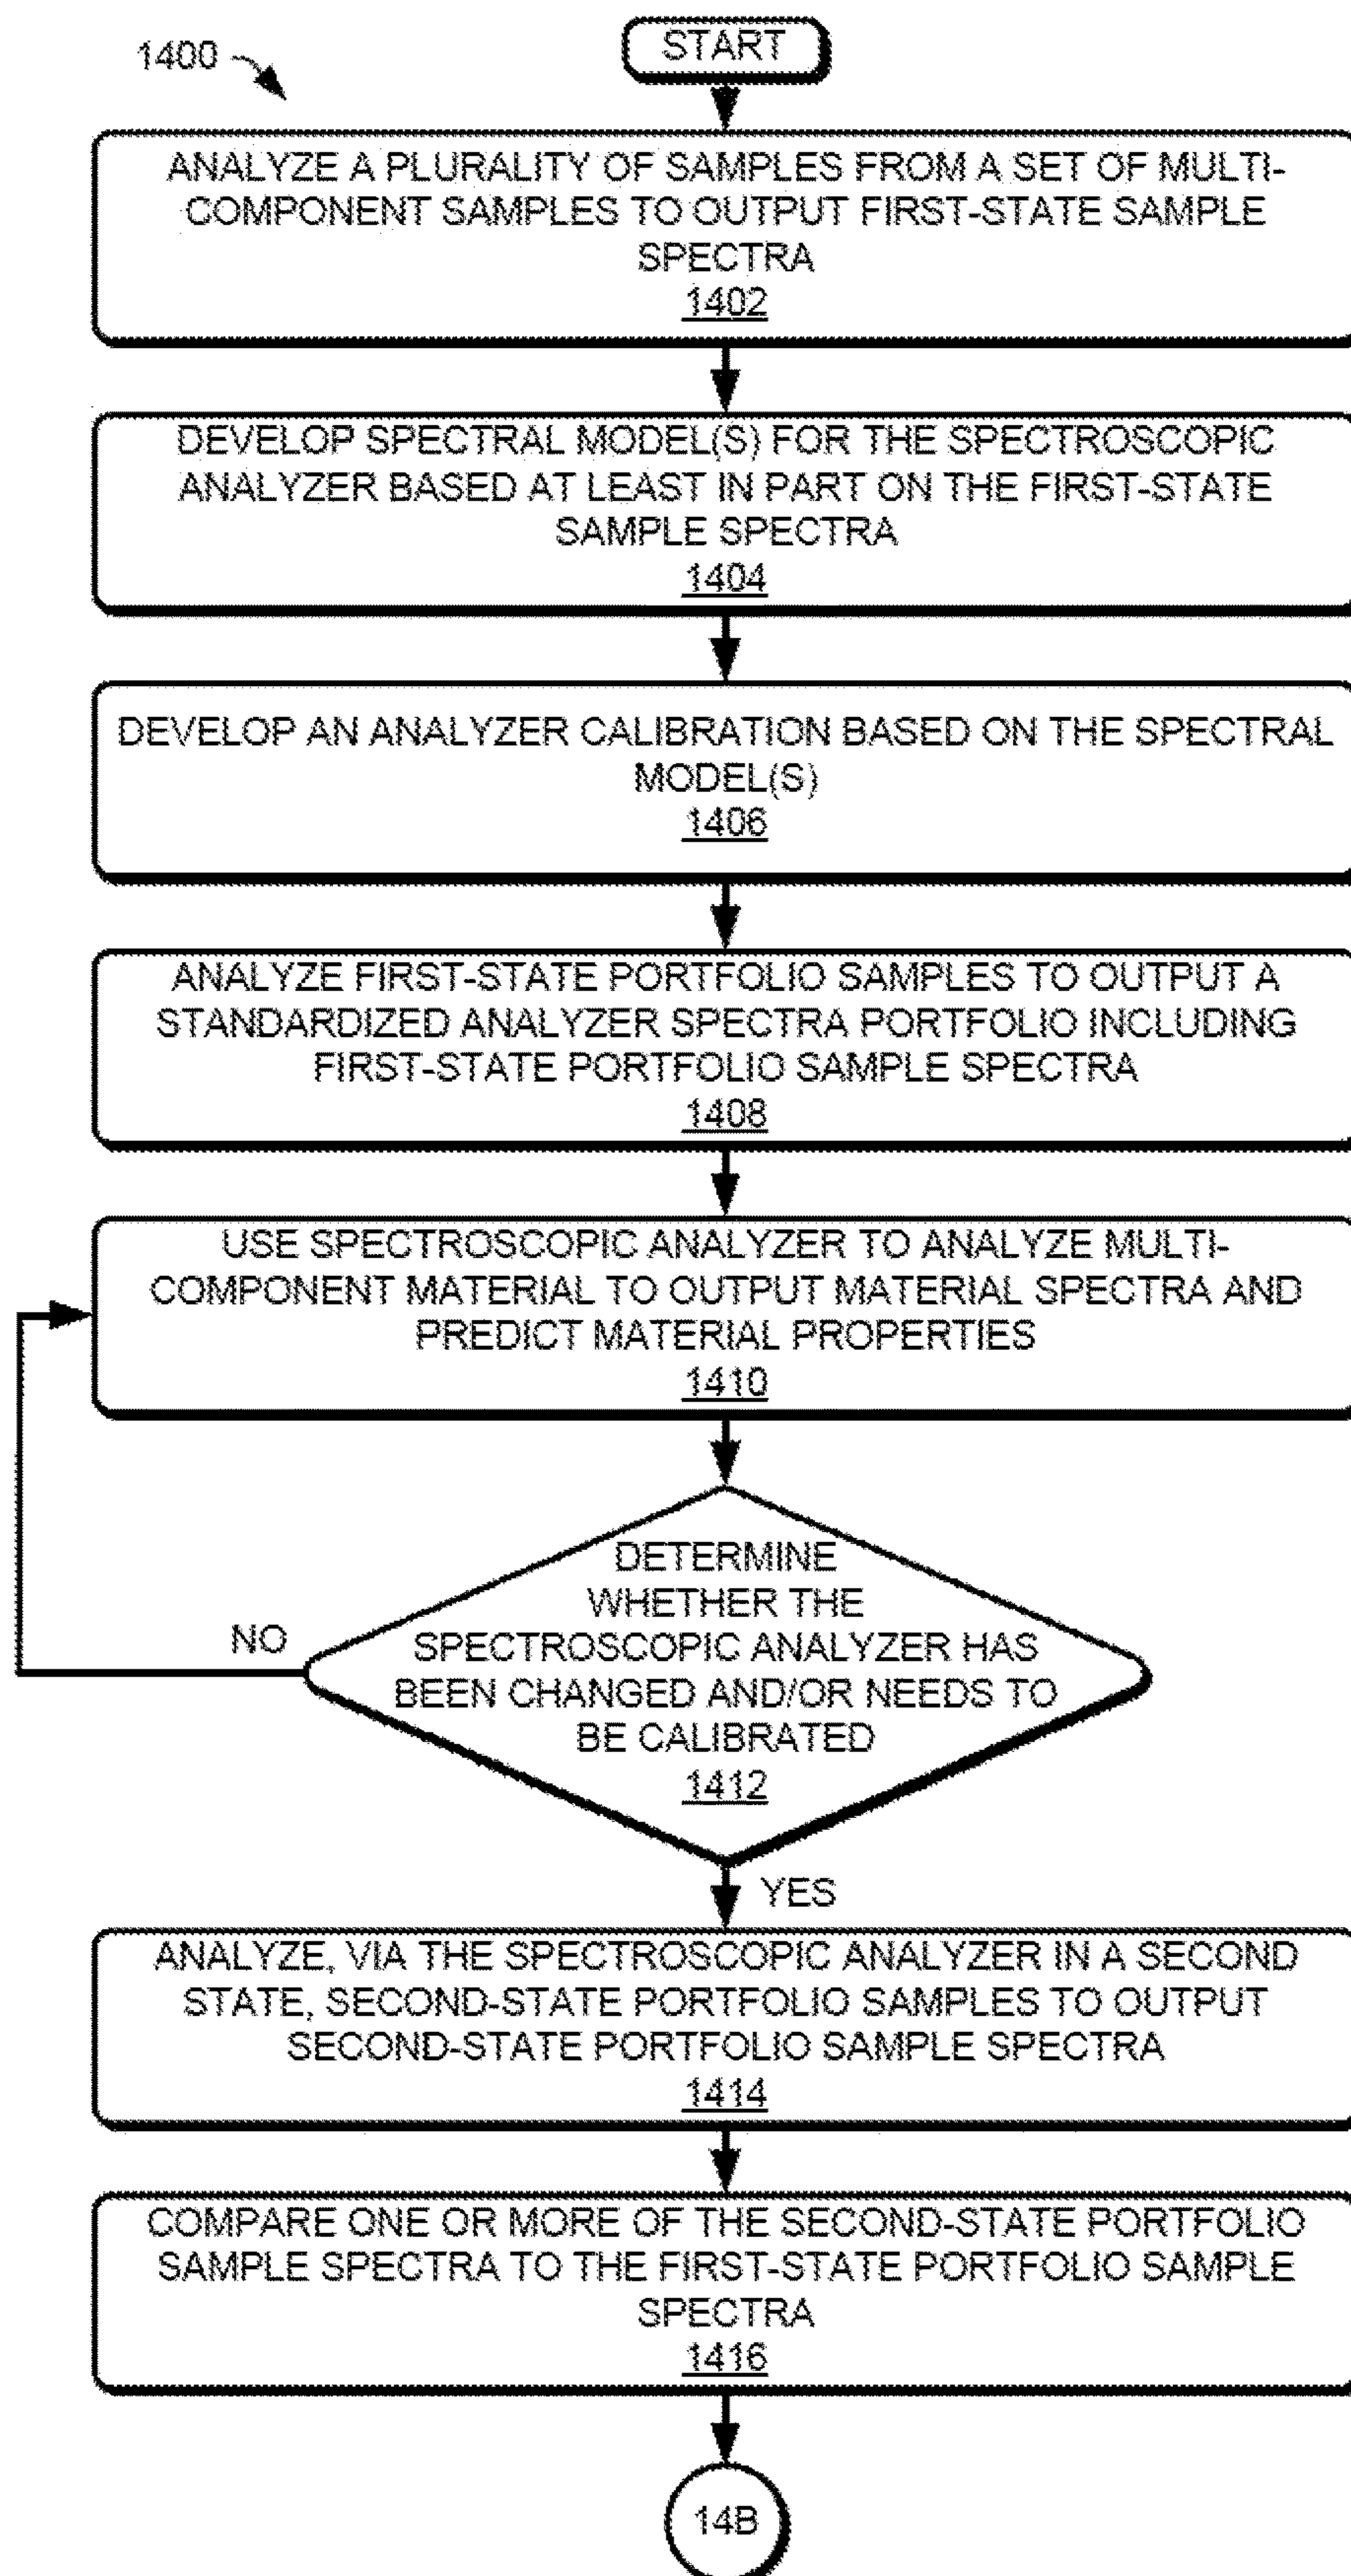 1400
START
ANALYZE A PLURALITY OF SAMPLES FROM A SET OF MULTI-
COMPONENT SAMPLES TO OUTPUT FIRST-STATE SAMPLE
SPECTRA
1402
DEVELOP SPECTRAL MODEL(S) FOR THE SPECTROSCOPIC
ANALYZER BASED AT LEAST IN PART ON THE FIRST-STATE
SAMPLE SPECTRA
1404
DEVELOP AN ANALYZER CALIBRATION BASED ON THE SPECTRAL
MODEL(S)
1406
ANALYZE FIRST-STATE PORTFOLIO SAMPLES TO OUTPUT A
STANDARDIZED ANALYZER SPECTRA PORTFOLIO INCLUDING
FIRST-STATE PORTFOLIO SAMPLE SPECTRA
1408
USE SPECTROSCOPIC ANALYZER TO ANALYZE MULTI-
COMPONENT MATERIAL TO OUTPUT MATERIAL SPECTRA AND
PREDICT MATERIAL PROPERTIES
1410
DETERMINE
WHETHER THE
SPECTROSCOPIC ANALYZER HAS
BEEN CHANGED AND/OR NEEDS TO
BE CALIBRATED
1412
NO
YES
ANALYZE, VIA THE SPECTROSCOPIC ANALYZER IN A SECOND
STATE, SECOND-STATE PORTFOLIO SAMPLES TO OUTPUT
SECOND-STATE PORTFOLIO SAMPLE SPECTRA
1414
COMPARE ONE OR MORE OF THE SECOND-STATE PORTFOLIO
SAMPLE SPECTRA TO THE FIRST-STATE PORTFOLIO SAMPLE
SPECTRA
1416
14B